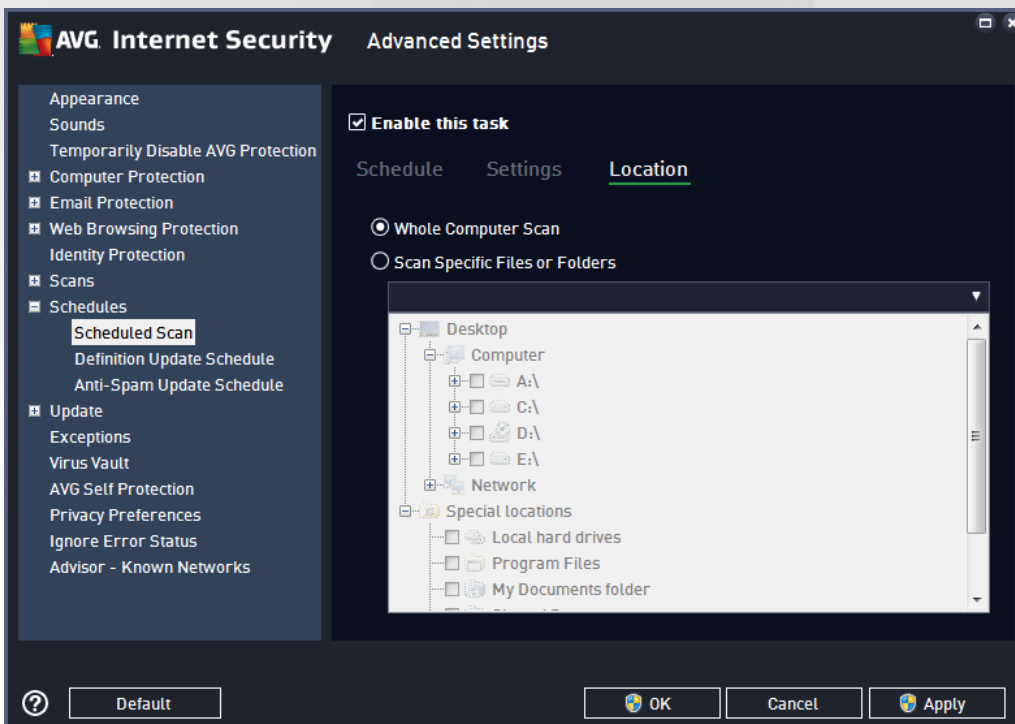 AVG. Internet Security Advanced Settings
Appearance
Sounds
Temporarily Disable AVG Protection
Computer Protection
Email Protection
Web Browsing Protection
Identity Protection
Scans
Schedules
Scheduled Scan
Definition Update Schedule
Anti-Spam Update Schedule
Update
Exceptions
Virus Vault
AVG Self Protection
Privacy Preferences
Ignore Error Status
Advisor - Known Networks
Enable this task
Schedule Settings Location
Whole Computer Scan
Scan Specific Files or Folders
Desktop
Computer
A:\
C:\
D:\
E:\
Network
Special locations
Local hard drives
Program Files
My Documents folder
? Default OK Cancel Apply